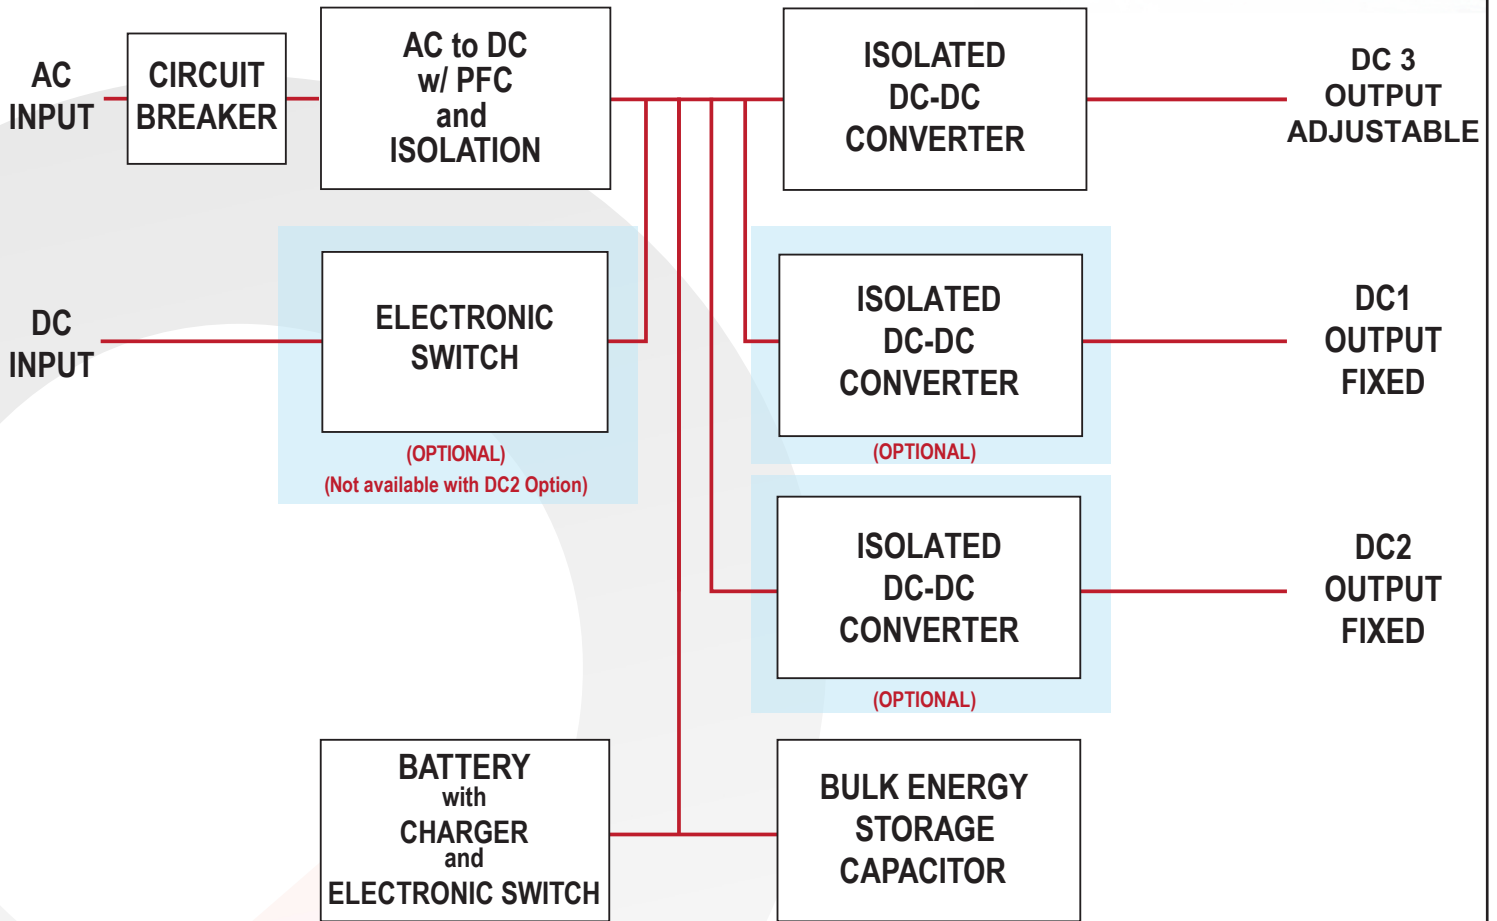 AC
INPUT
CIRCUIT
BREAKER
AC to DC
w/ PFC
and
ISOLATION
ISOLATED
DC-DC
CONVERTER
DC 3
OUTPUT
ADJUSTABLE
DC
INPUT
ELECTRONIC
SWITCH
(OPTIONAL)
(Not available with DC2 Option)
ISOLATED
DC-DC
CONVERTER
(OPTIONAL)
DC1
OUTPUT
FIXED
ISOLATED
DC-DC
CONVERTER
(OPTIONAL)
DC2
OUTPUT
FIXED
BATTERY
with
CHARGER
and
ELECTRONIC SWITCH
BULK ENERGY
STORAGE
CAPACITOR